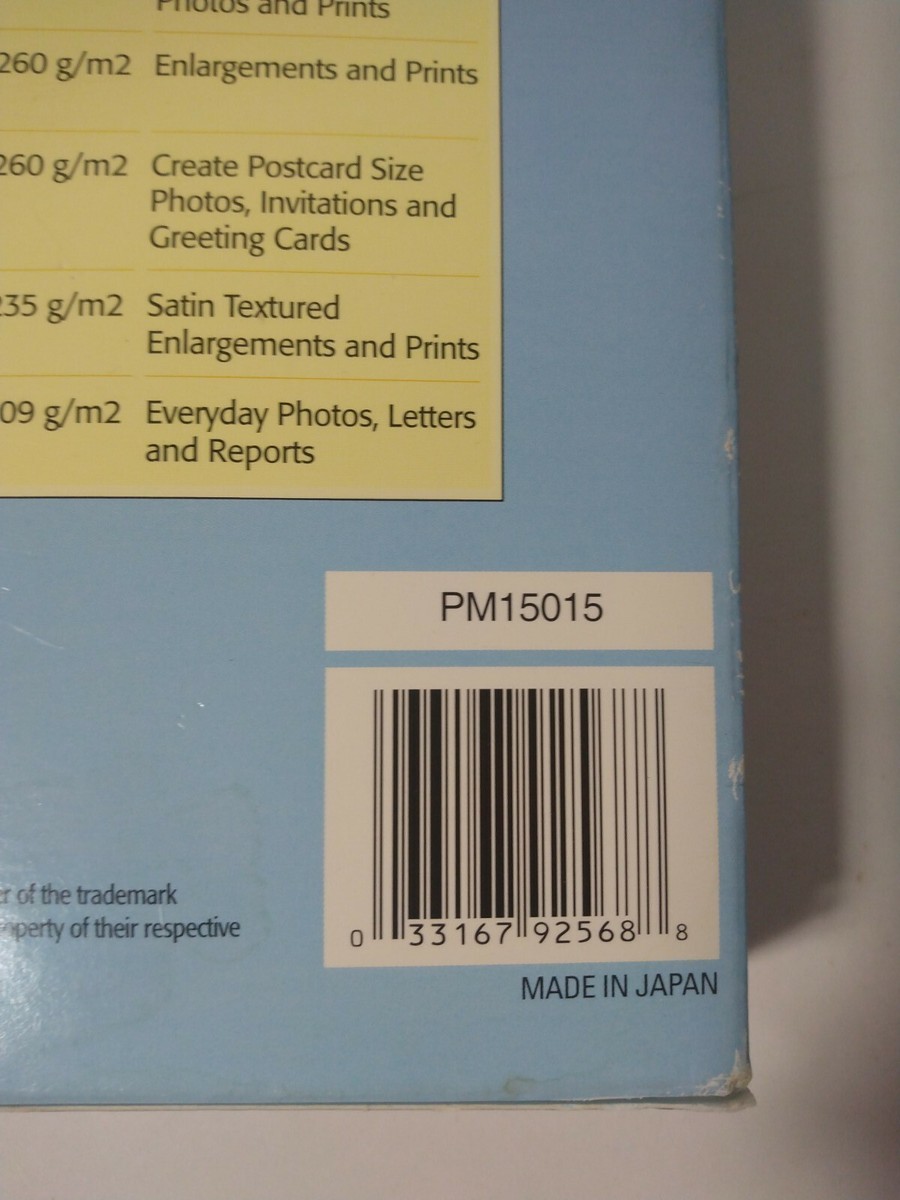 Photos and Prints
260 g/m2 Enlargements and Prints
260 g/m2 Create Postcard Size
Photos, Invitations and
Greeting Cards
235 g/m2 Satin Textured
Enlargements and Prints
09 g/m2 Everyday Photos, Letters
and Reports
PM15015
0 33167 92568 8
r of the trademark
operty of their respective
MADE IN JAPAN